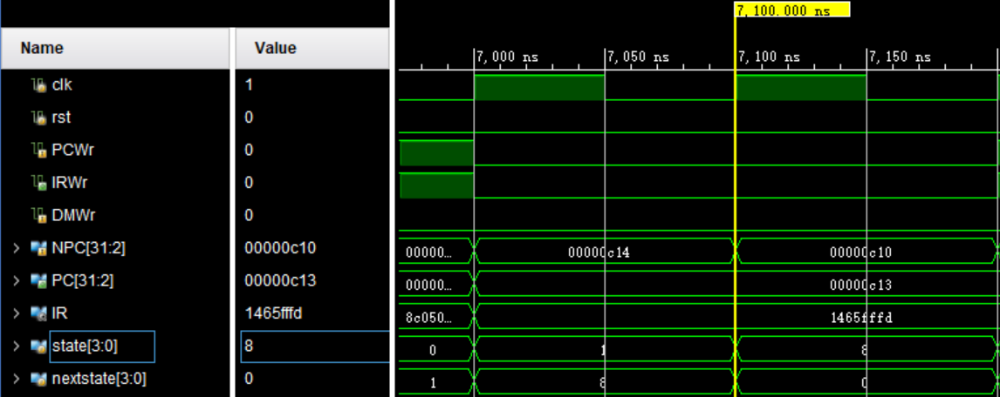 7,100.000 ns
Name Value
7,000 ns 7,050 ns 7,100 ns 7,150 ns
clk 1
rst 0
PCWr 0
IRWr 0
DMWr 0
NPC[31:2] 00000c10 00000... 00000c14 00000c10
PC[31:2] 00000c13 00000... 00000c13
IR 1465fffd 8c050... 1465fffd
state[3:0] 8 0 1 8
nextstate[3:0] 0 1 8 0